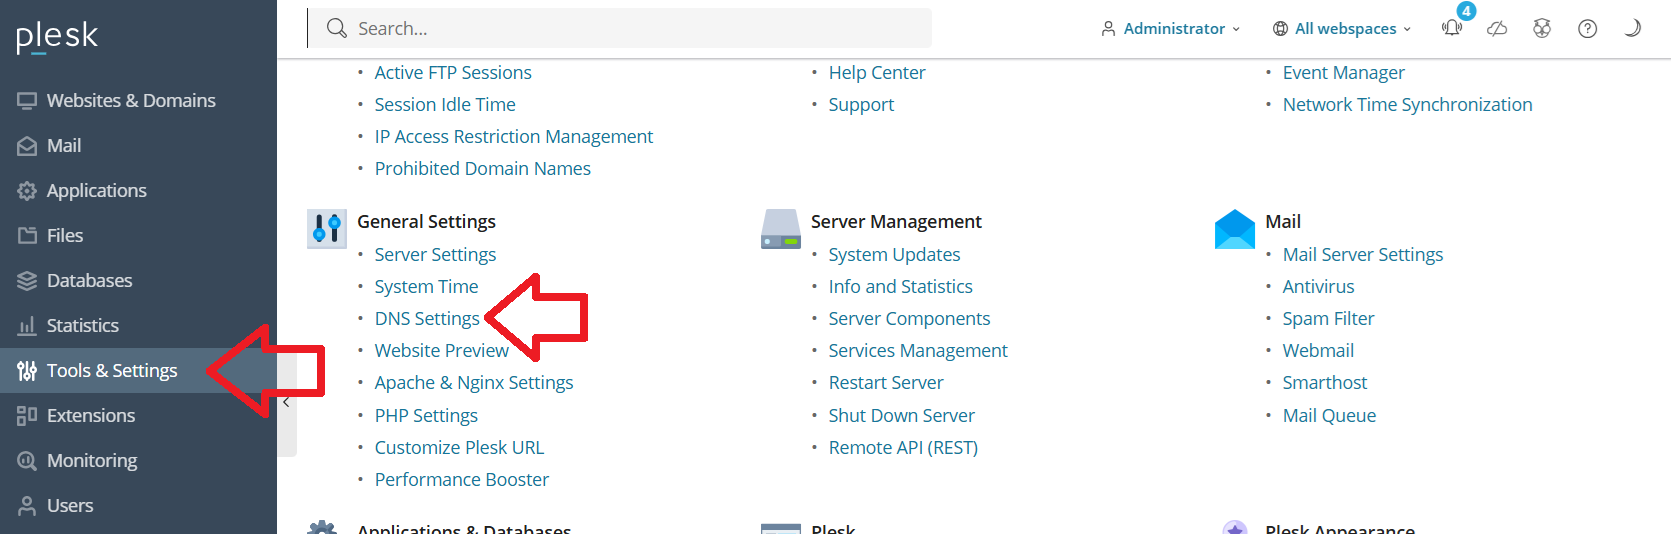 plesk
Search...
Administrator
All webspaces
4
Websites & Domains
Mail
Applications
Files
Databases
Statistics
Tools & Settings
Extensions
Monitoring
Users
Active FTP Sessions
Session Idle Time
IP Access Restriction Management
Prohibited Domain Names
Help Center
Support
Event Manager
Network Time Synchronization
General Settings
Server Settings
System Time
DNS Settings
Website Preview
Apache & Nginx Settings
PHP Settings
Customize Plesk URL
Performance Booster
Server Management
System Updates
Info and Statistics
Server Components
Services Management
Restart Server
Shut Down Server
Remote API (REST)
Mail
Mail Server Settings
Antivirus
Spam Filter
Webmail
Smarthost
Mail Queue
Applications & Databases
Plesk
Plesk Appearance